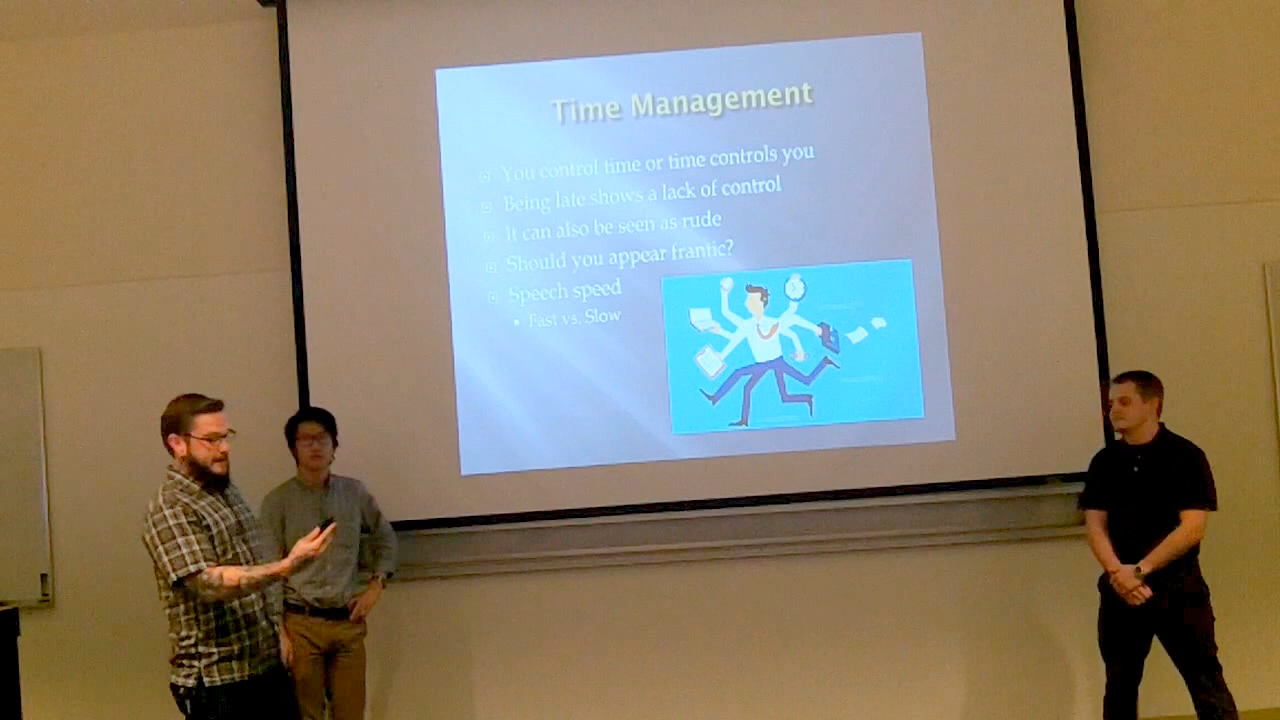 Time Management
You control time or time controls you
Being late shows a lack of control
It can also be seen as rude
Should you appear frantic?
Speech speed
Fast vs. Slow